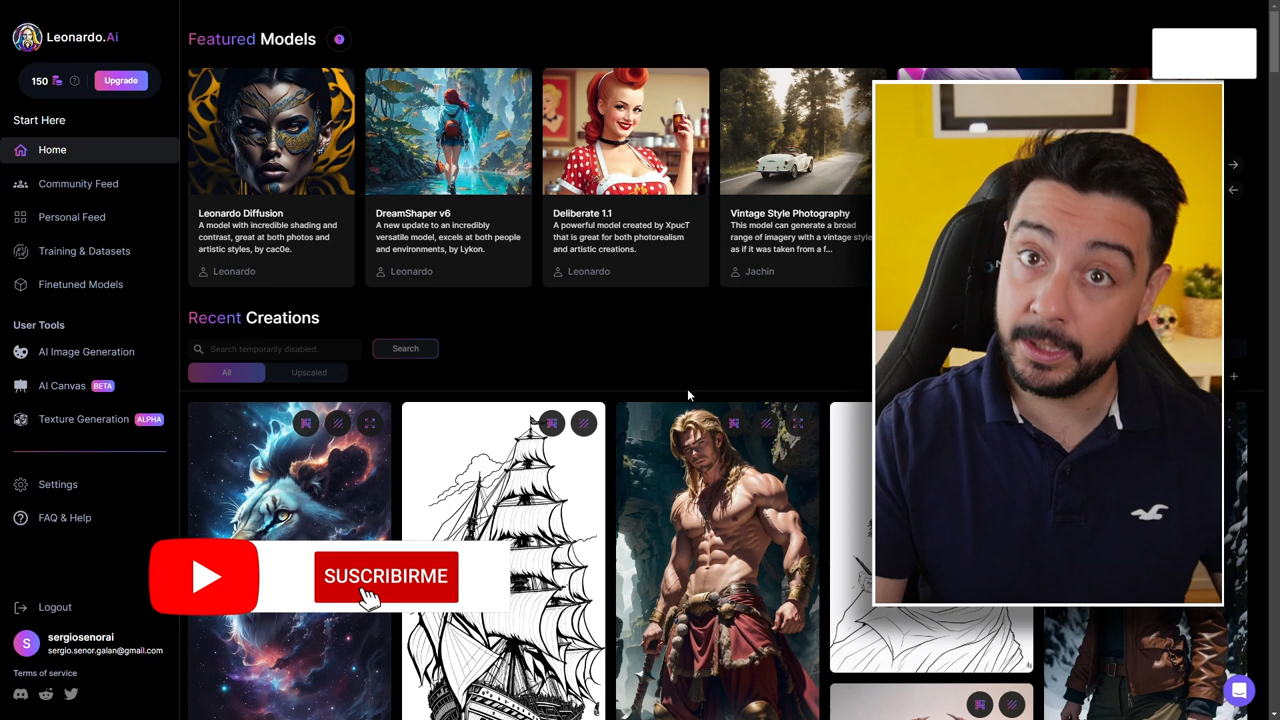 Leonardo.Ai
150
Upgrade
Start Here
Home
Community Feed
Personal Feed
Training & Datasets
Finetuned Models
User Tools
AI Image Generation
AI Canvas BETA
Texture Generation ALPHA
Settings
FAQ & Help
Logout
S
sergiosenorai
sergio.senor.galan@gmail.com
Terms of service
Featured Models
Leonardo Diffusion
A model with incredible shading and
contrast, great at both photos and
artistic styles, by cac0e.
Leonardo
DreamShaper v6
A new update to an incredibly
versatile model, excels at both people
and environments, by Lykon.
Leonardo
Deliberate 1.1
A powerful model created by XpucT
that is great for both photorealism
and artistic creations.
Leonardo
Vintage Style Photography
This model can generate a broad
range of imagery with a vintage style
as if it was taken from a f...
Jachin
Recent Creations
Search temporarily disabled.
Search
All
Upscaled
SUSCRIBIRME